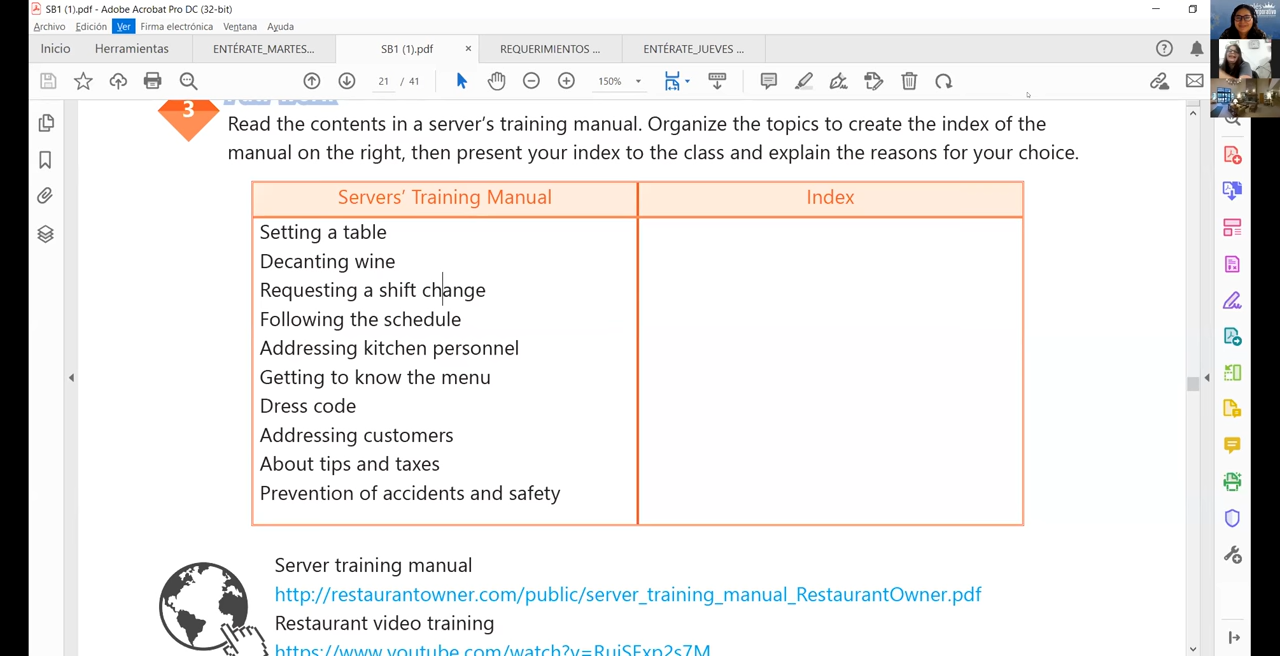 SB1 (1).pdf - Adobe Acrobat Pro DC (32-bit)
Archivo Edición Ver Firma electrónica Ventana Ayuda
Inicio Herramientas ENTÉRATE_MARTES... SB1 (1).pdf × REQUERIMIENTOS ... ENTÉRATE_JUEVES ...
21 / 41 150%
3
Read the contents in a server's training manual. Organize the topics to create the index of the
manual on the right, then present your index to the class and explain the reasons for your choice.
Servers' Training Manual Index
Setting a table
Decanting wine
Requesting a shift change
Following the schedule
Addressing kitchen personnel
Getting to know the menu
Dress code
Addressing customers
About tips and taxes
Prevention of accidents and safety
Server training manual
http://restaurantowner.com/public/server_training_manual_RestaurantOwner.pdf
Restaurant video training